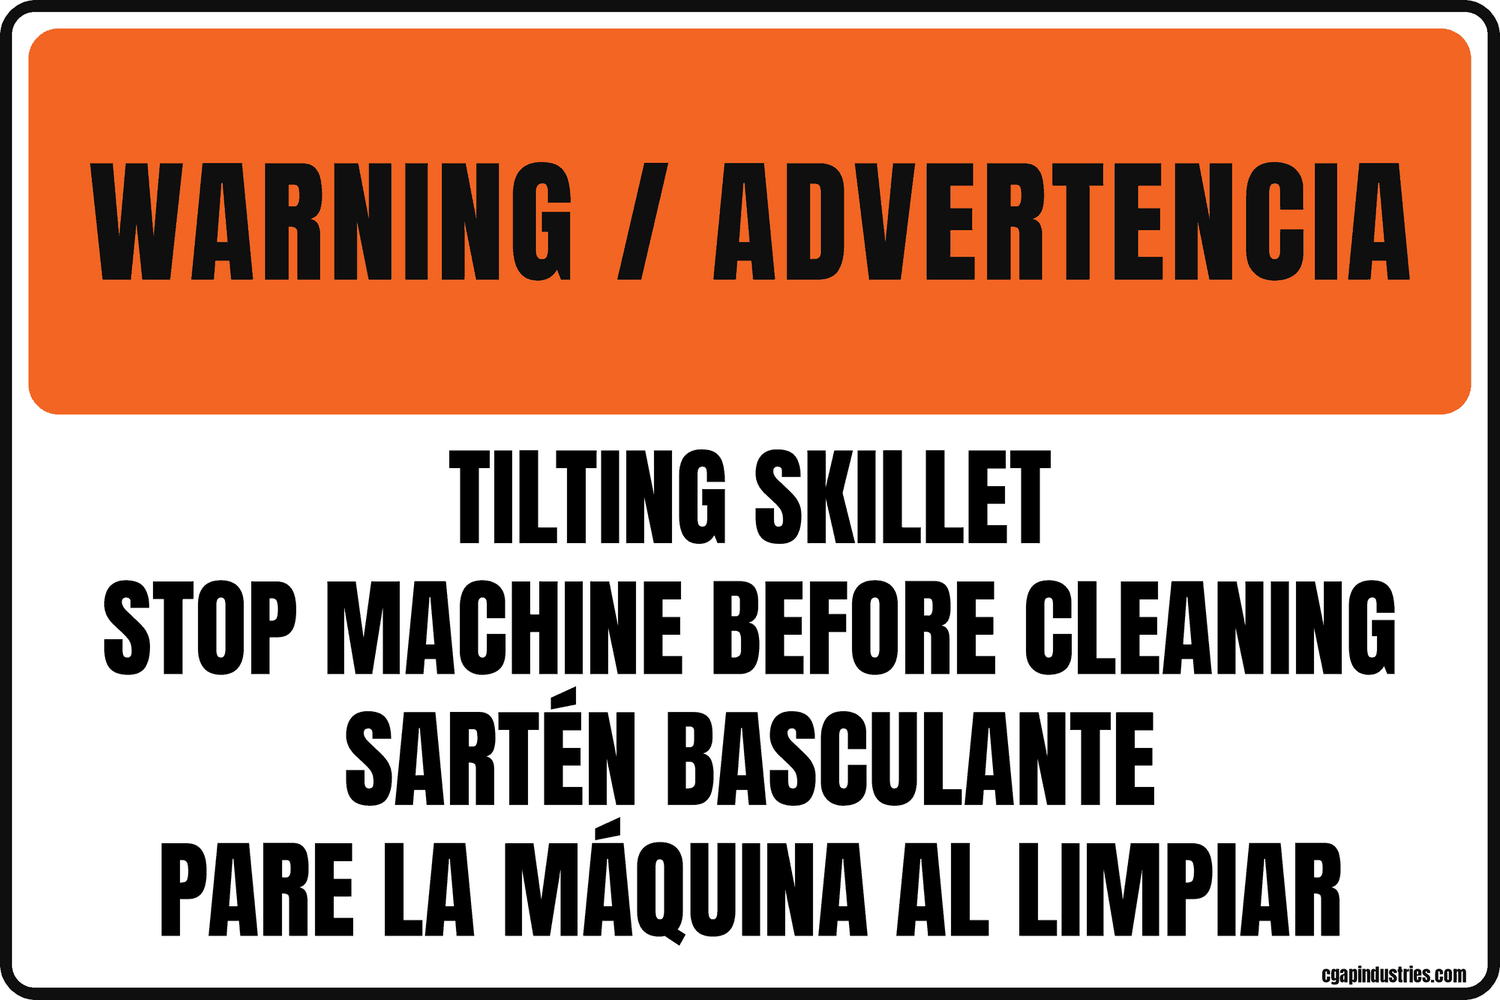 WARNING / ADVERTENCIA
TILTING SKILLET
STOP MACHINE BEFORE CLEANING
SARTÉN BASCULANTE
PARE LA MÁQUINA AL LIMPIAR
cgapindustries.com